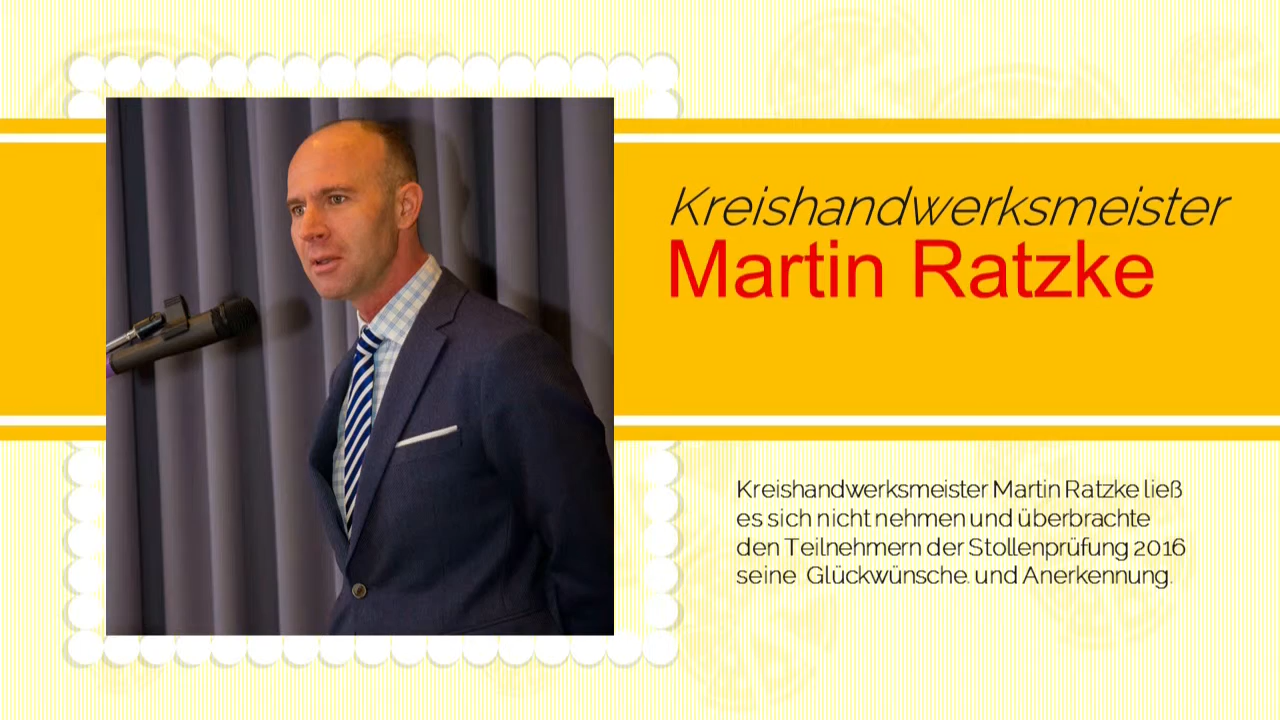 Kreishandwerksmeister
Martin Ratzke
Kreishandwerksmeister Martin Ratzke ließ
es sich nicht nehmen und überbrachte
den Teilnehmern der Stollenprüfung 2016
seine Glückwünsche. und Anerkennung.